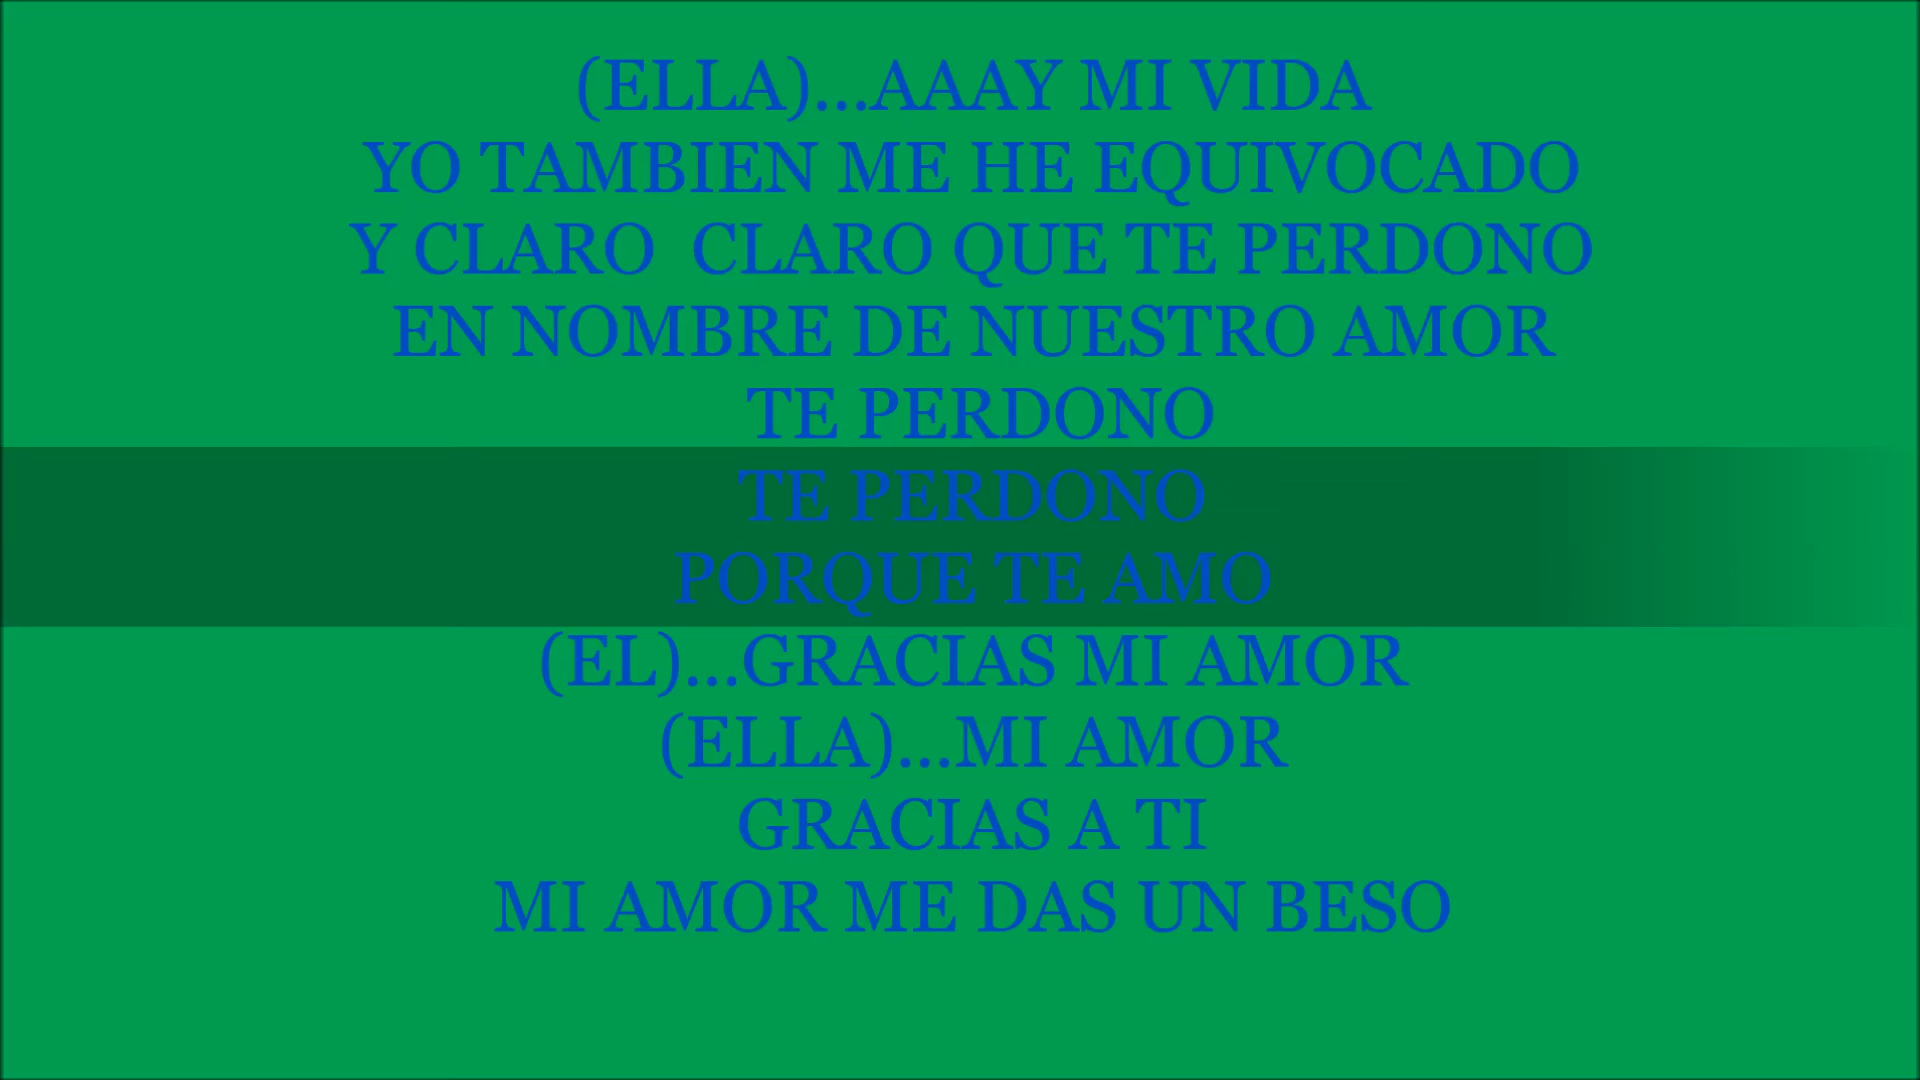 (ELLA)...AAAY MI VIDA
YO TAMBIEN ME HE EQUIVOCADO
Y CLARO  CLARO QUE TE PERDONO
EN NOMBRE DE NUESTRO AMOR
TE PERDONO
TE PERDONO
PORQUE TE AMO
(EL)...GRACIAS MI AMOR
(ELLA)...MI AMOR
GRACIAS A TI
MI AMOR ME DAS UN BESO